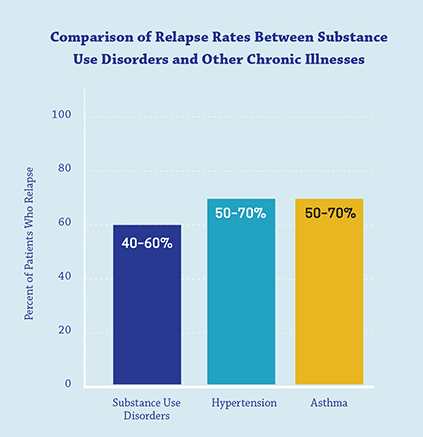 Comparison of Relapse Rates Between Substance
Use Disorders and Other Chronic Illnesses
Percent of Patients Who Relapse
100
80
60
40
20
0
40–60%
50–70%
50–70%
Substance Use
Disorders
Hypertension
Asthma